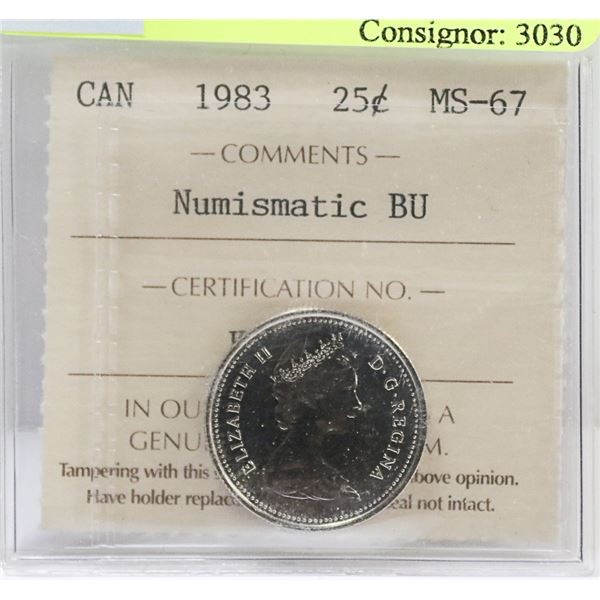 Consignor: 3030
CAN 1983 25¢ MS-67
— COMMENTS —
Numismatic BU
— CERTIFICATION NO. —
ELIZABETH II D·G·REGINA
IN OU A
GENU M.
Tampering with this bove opinion.
Have holder replac eal not intact.